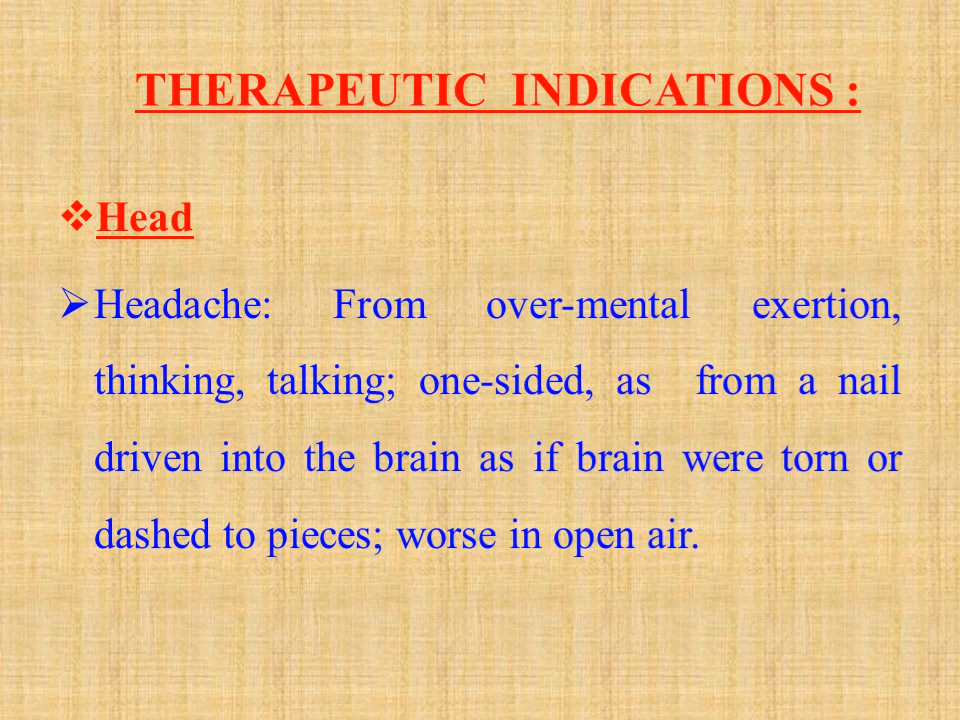 THERAPEUTIC INDICATIONS :
Head
Headache: From over-mental exertion,
thinking, talking; one-sided, as from a nail
driven into the brain as if brain were torn or
dashed to pieces; worse in open air.